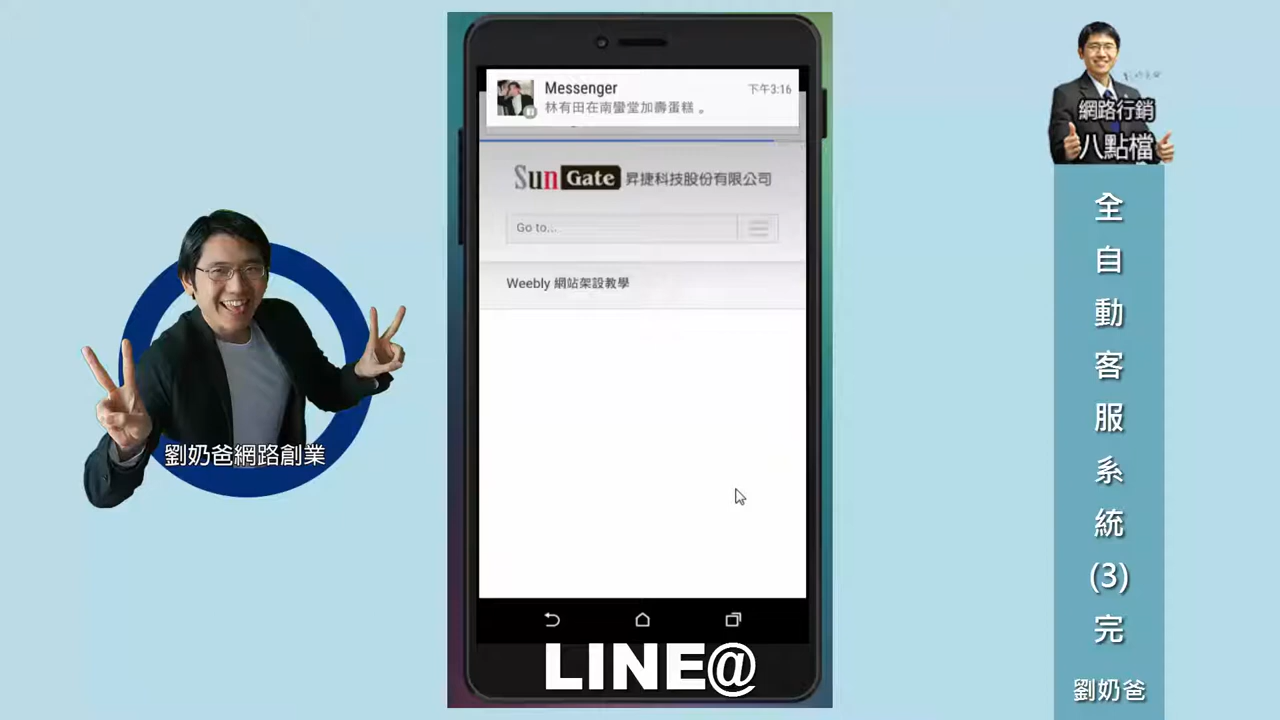 劉奶爸網路創業
Messenger
下午3:16
林有田在南蠻堂加壽蛋糕。
Sun Gate 昇捷科技股份有限公司
Go to...
Weebly 網站架設教學
LINE@
網路行銷
八點檔
全自動客服系統(3)完
劉奶爸